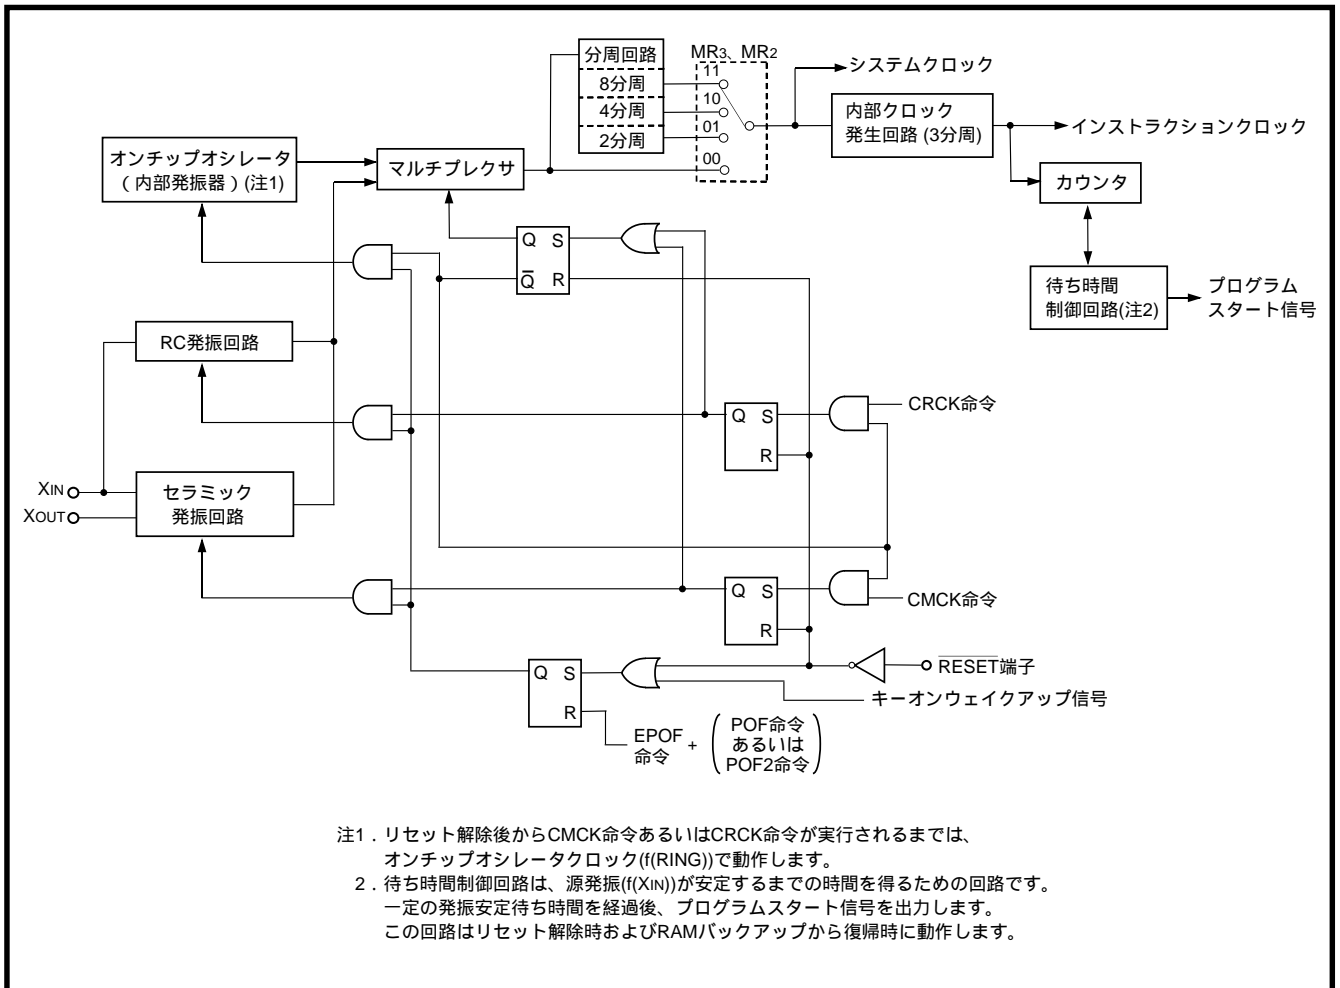 分周回路
8分周
4分周
2分周
MR3、MR2
11
10
01
00
システムクロック
内部クロック
発生回路 (3分周)
インストラクションクロック
カウンタ
待ち時間
制御回路(注2)
プログラム
スタート信号
オンチップオシレータ
（内部発振器）(注1)
マルチプレクサ
Q S
Q̅ R
RC発振回路
Q S
R
CRCK命令
XIN
XOUT
セラミック
発振回路
Q S
R
CMCK命令
Q S
R
R̅E̅S̅E̅T̅端子
キーオンウェイクアップ信号
EPOF
命令
+
POF命令
あるいは
POF2命令
注1．リセット解除後からCMCK命令あるいはCRCK命令が実行されるまでは、
オンチップオシレータクロック(f(RING))で動作します。
2．待ち時間制御回路は、源発振(f(XIN))が安定するまでの時間を得るための回路です。
一定の発振安定待ち時間を経過後、プログラムスタート信号を出力します。
この回路はリセット解除時およびRAMバックアップから復帰時に動作します。